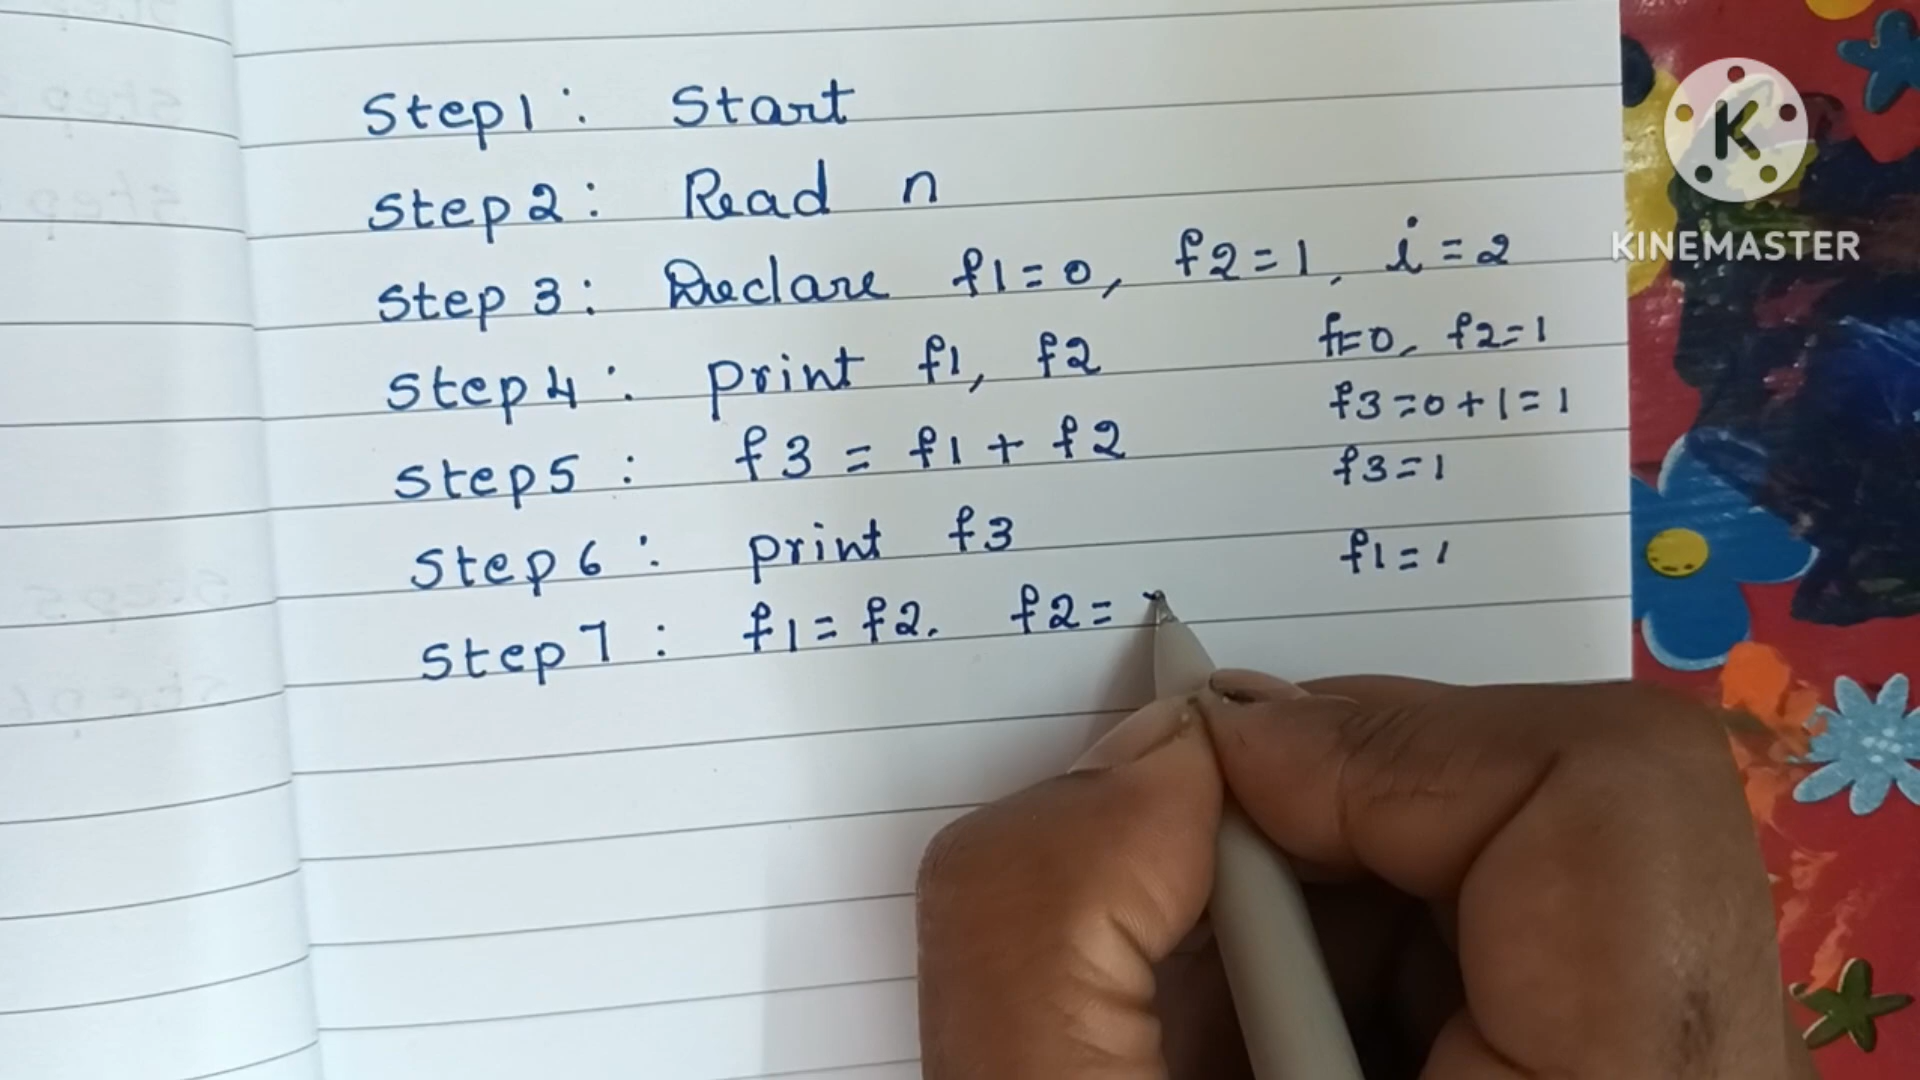 Step1: Start
Step2: Read n
Step 3: Declare f1=0, f2=1, i=2
f1=0, f2=1
Step4: print f1, f2
f3=0+1=1
Step5: f3 = f1 + f2
f3=1
Step6: print f3
f1=1
Step7: f1=f2, f2=
K
KINEMASTER